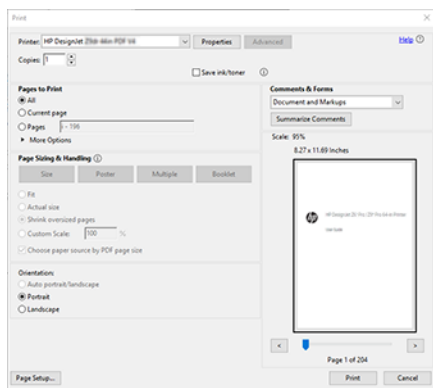 Print
Printer: HP DesignJet Properties Advanced Help
Copies: 1
Save ink/toner
Pages to Print
All
Current page
Pages - 196
More Options
Page Sizing & Handling
Size Poster Multiple Booklet
Fit
Actual size
Shrink oversized pages
Custom Scale: 100 %
Choose paper source by PDF page size
Orientation:
Auto portrait/landscape
Portrait
Landscape
Comments & Forms
Document and Markups
Summarize Comments
Scale: 95%
8.27 x 11.69 Inches
hp
< >
Page 1 of 204
Page Setup... Print Cancel